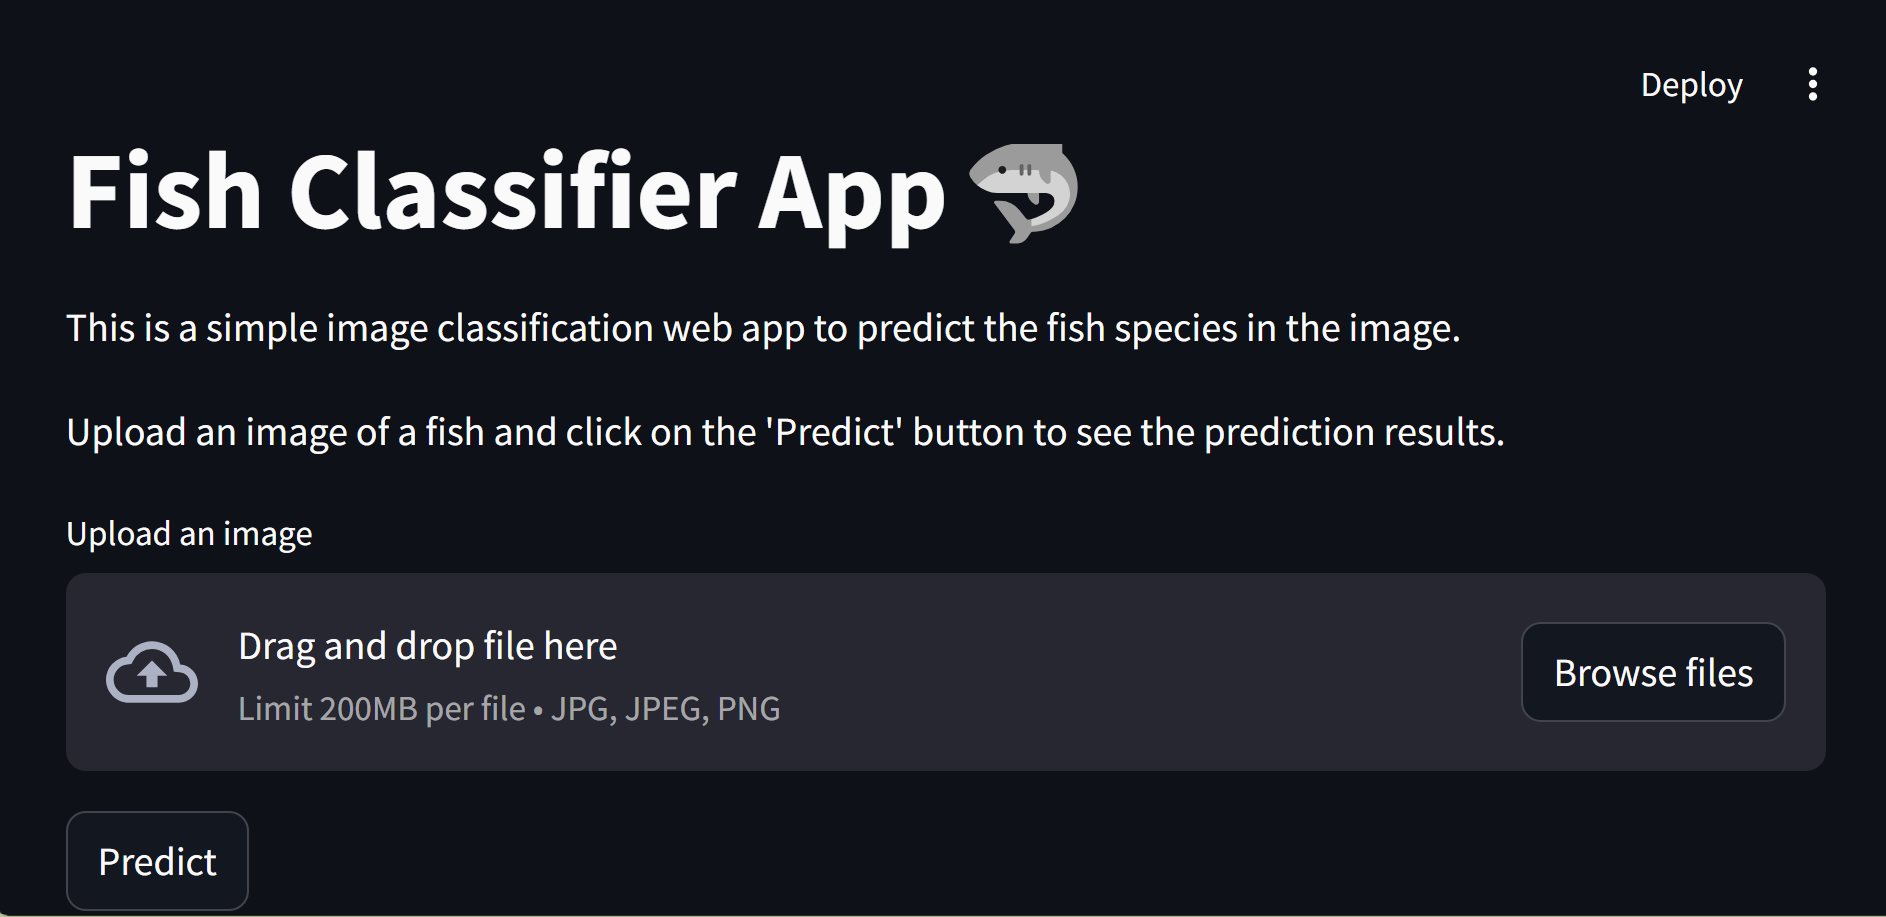 Deploy
Fish Classifier App
This is a simple image classification web app to predict the fish species in the image.
Upload an image of a fish and click on the 'Predict' button to see the prediction results.
Upload an image
Drag and drop file here
Limit 200MB per file • JPG, JPEG, PNG
Browse files
Predict